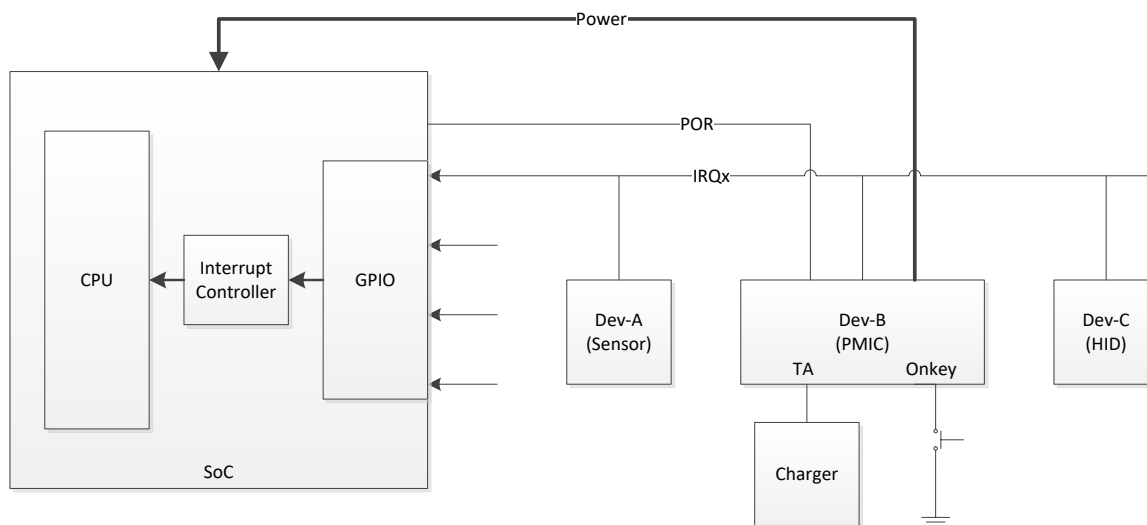 Power
POR
IRQx
CPU
Interrupt
Controller
GPIO
Dev-A
(Sensor)
Dev-B
(PMIC)
Dev-C
(HID)
TA
Onkey
SoC
Charger